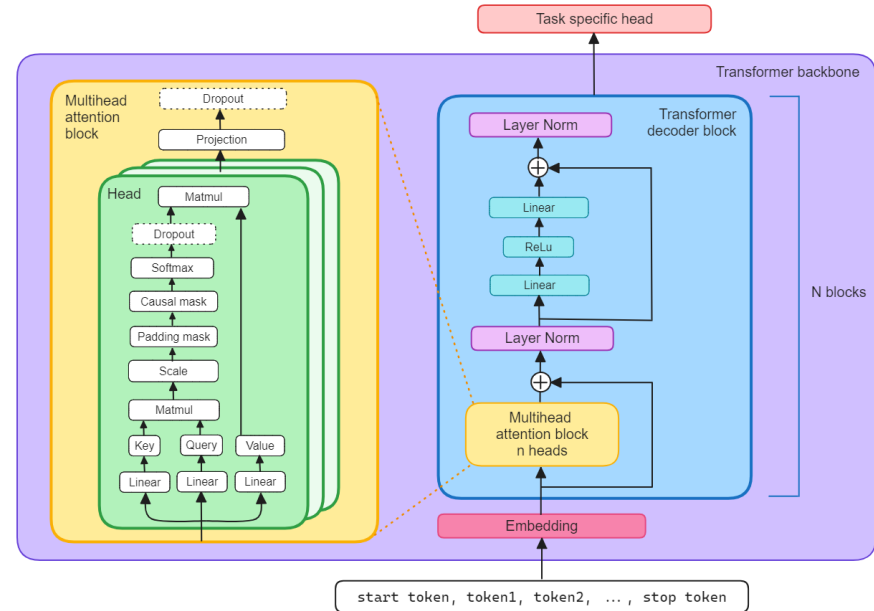 Task specific head
Transformer backbone
Multihead
attention
block
Dropout
Projection
Head
Matmul
Dropout
Softmax
Causal mask
Padding mask
Scale
Matmul
Key
Query
Value
Linear
Linear
Linear
Transformer
decoder block
Layer Norm
Linear
ReLu
Linear
Layer Norm
Multihead
attention block
n heads
N blocks
Embedding
start token, token1, token2, ..., stop token